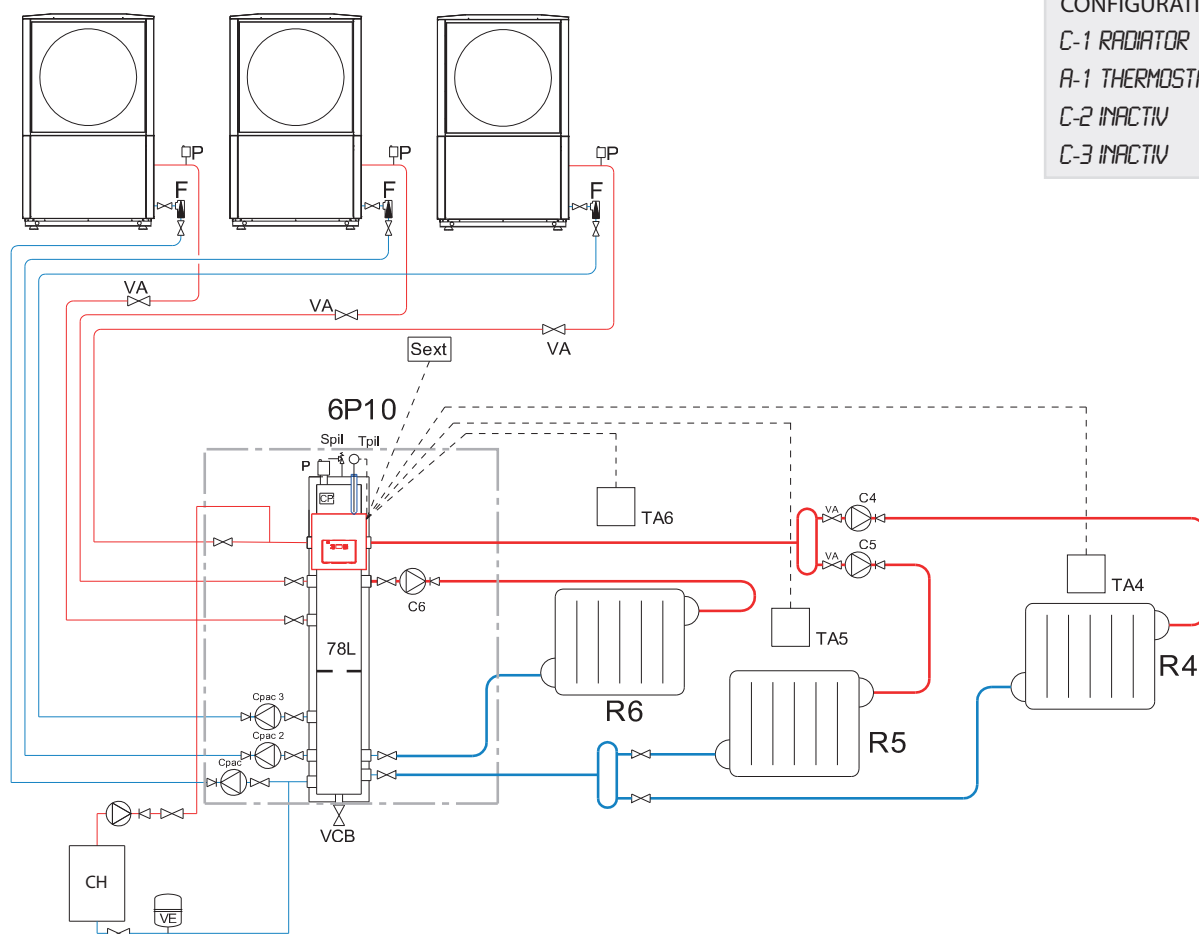 CONFIGURATI
C-1 RADIATOR
A-1 THERMOST
C-2 INACTIV
C-3 INACTIV
P
P
P
F
F
F
VA
VA
VA
Sext
6P10
Spil
Tpil
P
CP
TA6
VA
C4
VA
C5
C6
TA4
TA5
78L
R6
R4
R5
Cpac 3
Cpac 2
Cpac
VCB
CH
VE